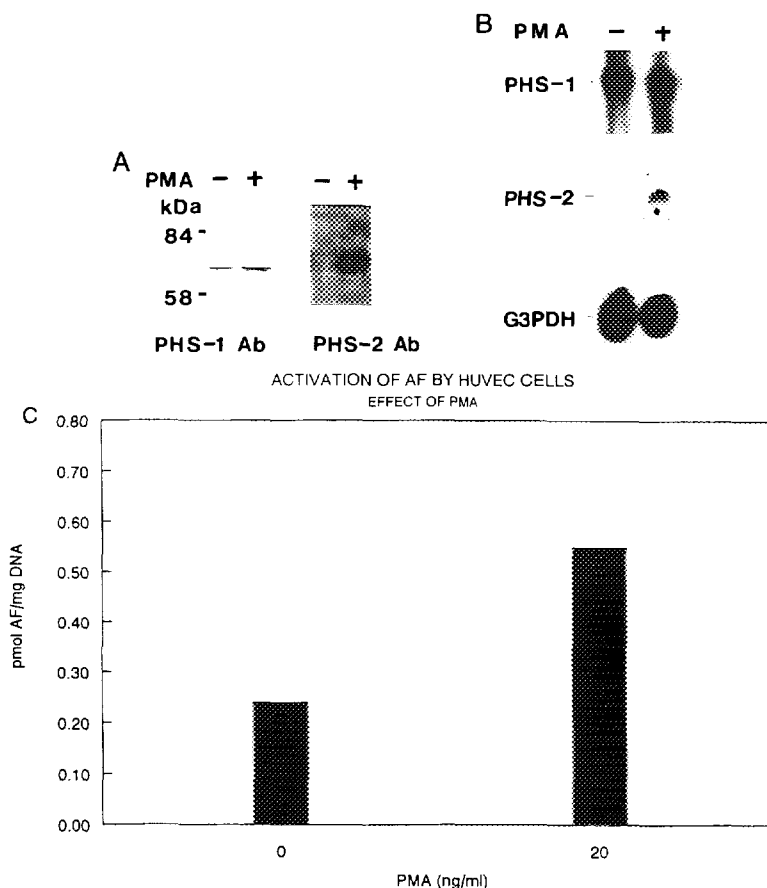 A
PMA - + - +
kDa
84 -
58 -
PHS-1 Ab PHS-2 Ab
B
PMA - +
PHS-1
PHS-2
G3PDH
ACTIVATION OF AF BY HUVEC CELLS
EFFECT OF PMA
C
0.80
0.70
0.60
0.50
0.40
0.30
0.20
0.10
0.00
pmol AF/mg DNA
0 20
PMA (ng/ml)